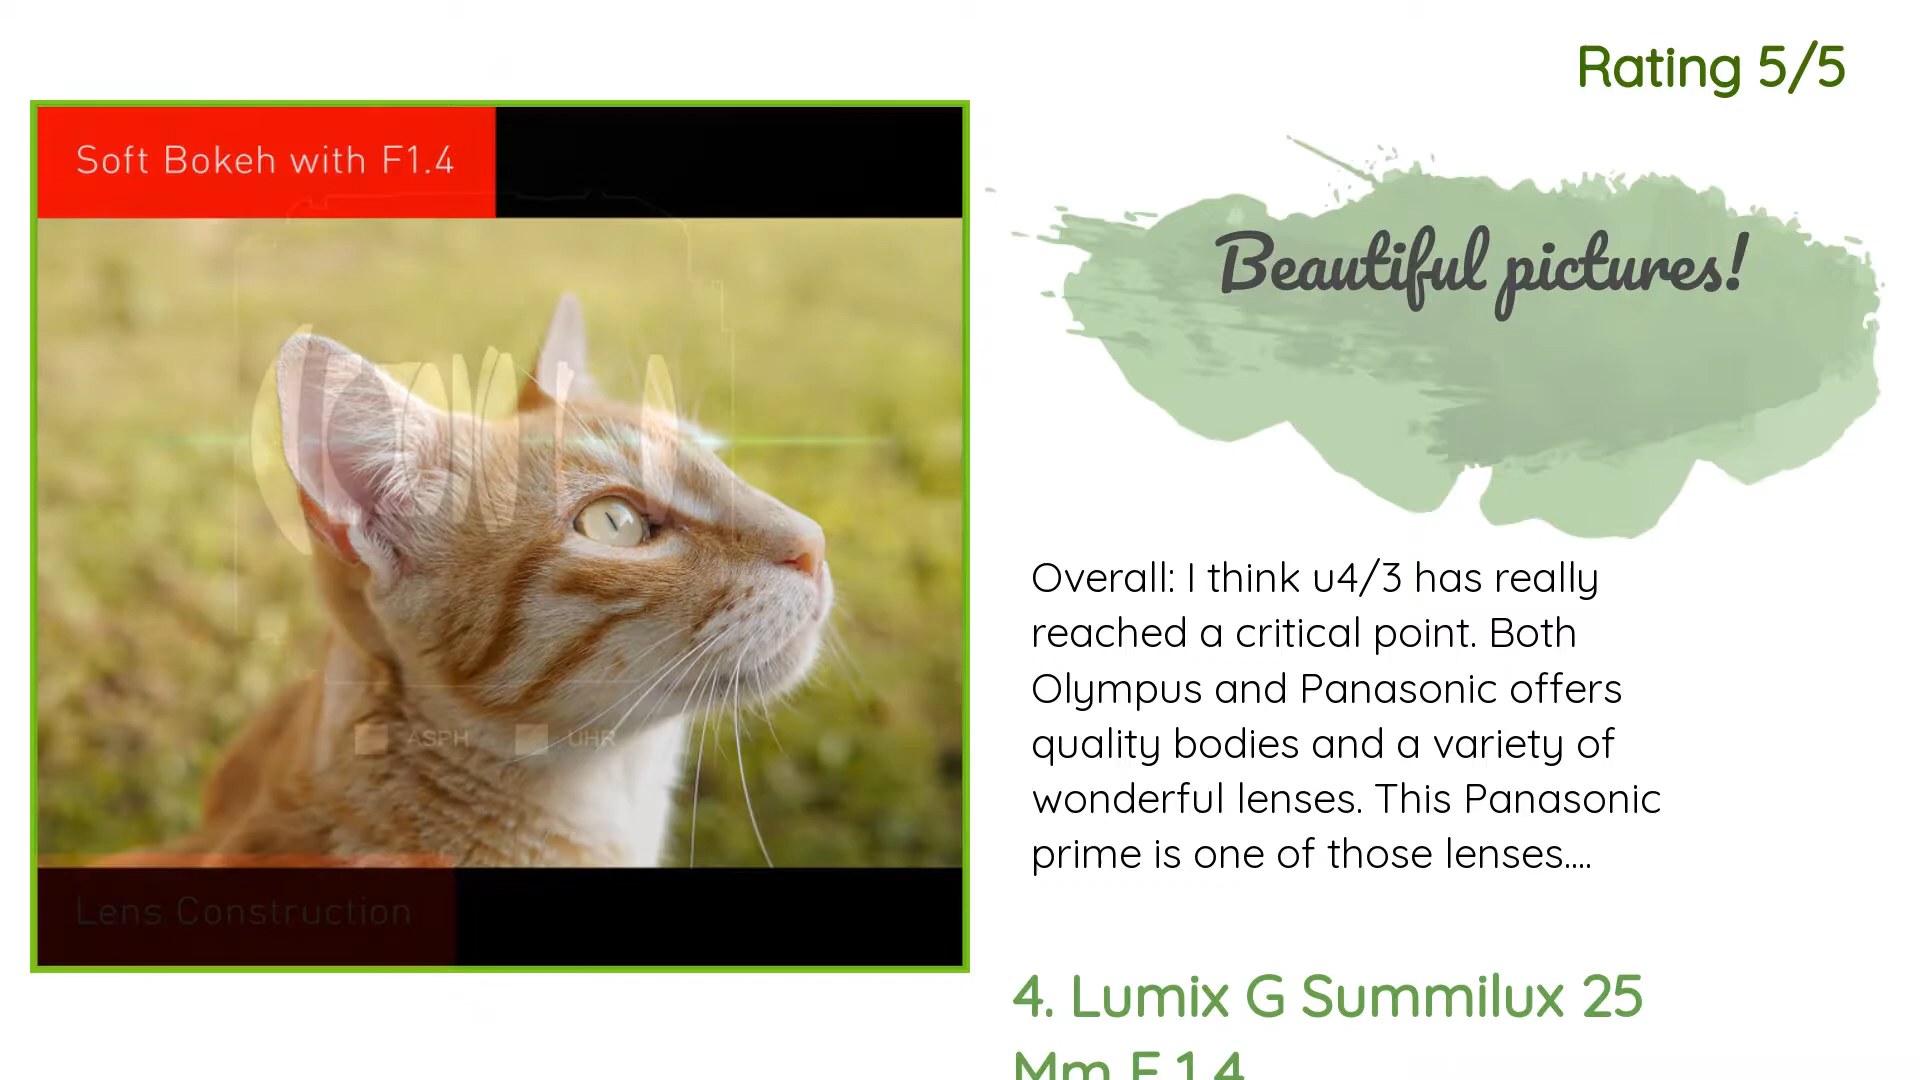 Rating 5/5
Soft Bokeh with F1.4
Beautiful pictures!
Overall: I think u4/3 has really
reached a critical point. Both
Olympus and Panasonic offers
quality bodies and a variety of
wonderful lenses. This Panasonic
prime is one of those lenses....
ASPH UHR
Lens Construction
4. Lumix G Summilux 25
Mm F 1.4